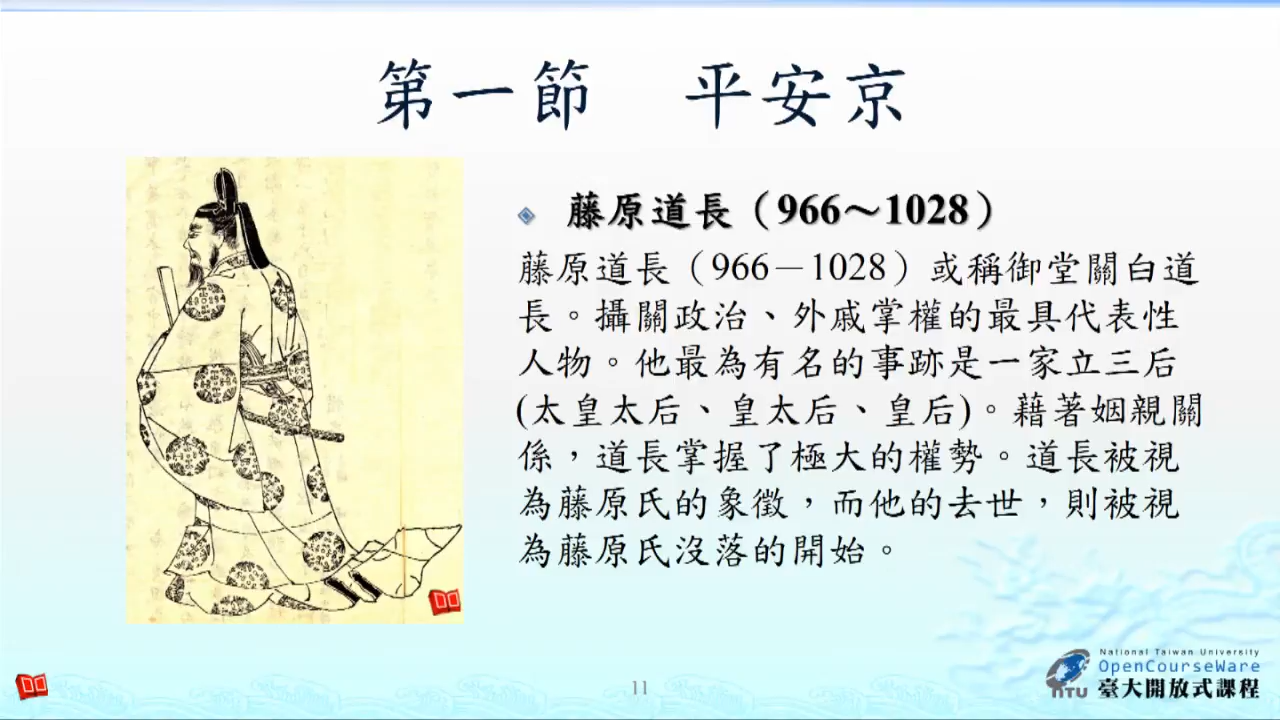 第一節　平安京
藤原道長（966～1028）
藤原道長（966－1028）或稱御堂關白道
長。攝關政治、外戚掌權的最具代表性
人物。他最為有名的事跡是一家立三后
(太皇太后、皇太后、皇后)。藉著姻親關
係，道長掌握了極大的權勢。道長被視
為藤原氏的象徵，而他的去世，則被視
為藤原氏沒落的開始。
11
National Taiwan University
OpenCourseWare
NTU 臺大開放式課程